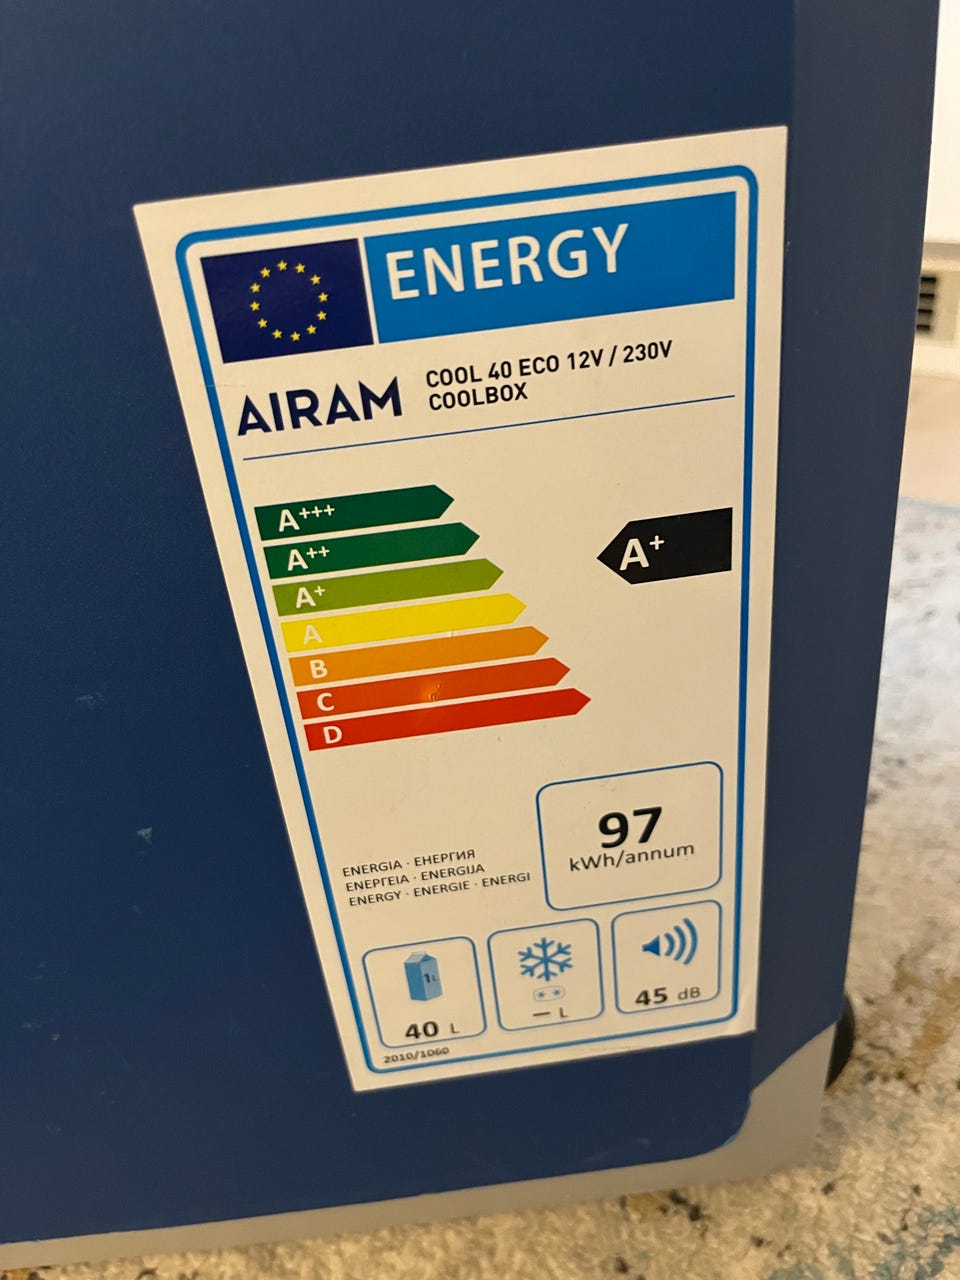 ENERGY
AIRAM
COOL 40 ECO 12V / 230V
COOLBOX
A+++
A++
A+
A+
A
B
C
D
97
kWh/annum
ENERGIA · ЕНЕРГИЯ
ΕΝΕΡΓΕΙΑ · ENERGIJA
ENERGY · ENERGIE · ENERGI
1L
40 L
– L
45 dB
2010/1060